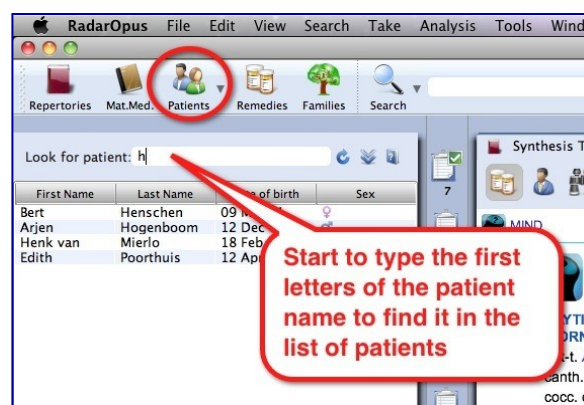 RadarOpus File Edit View Search Take Analysis Tools Wind
Repertories Mat.Med. Patients Remedies Families Search
Look for patient: h
Synthesis T
7
First Name Last Name of birth Sex
MIND
Bert Henschen 09
Arjen Hogenboom 12 Dec
Henk van Mierlo 18 Feb
Edith Poorthuis 12 Apr
Start to type the first
letters of the patient
name to find it in the
list of patients
canth.
cocc.